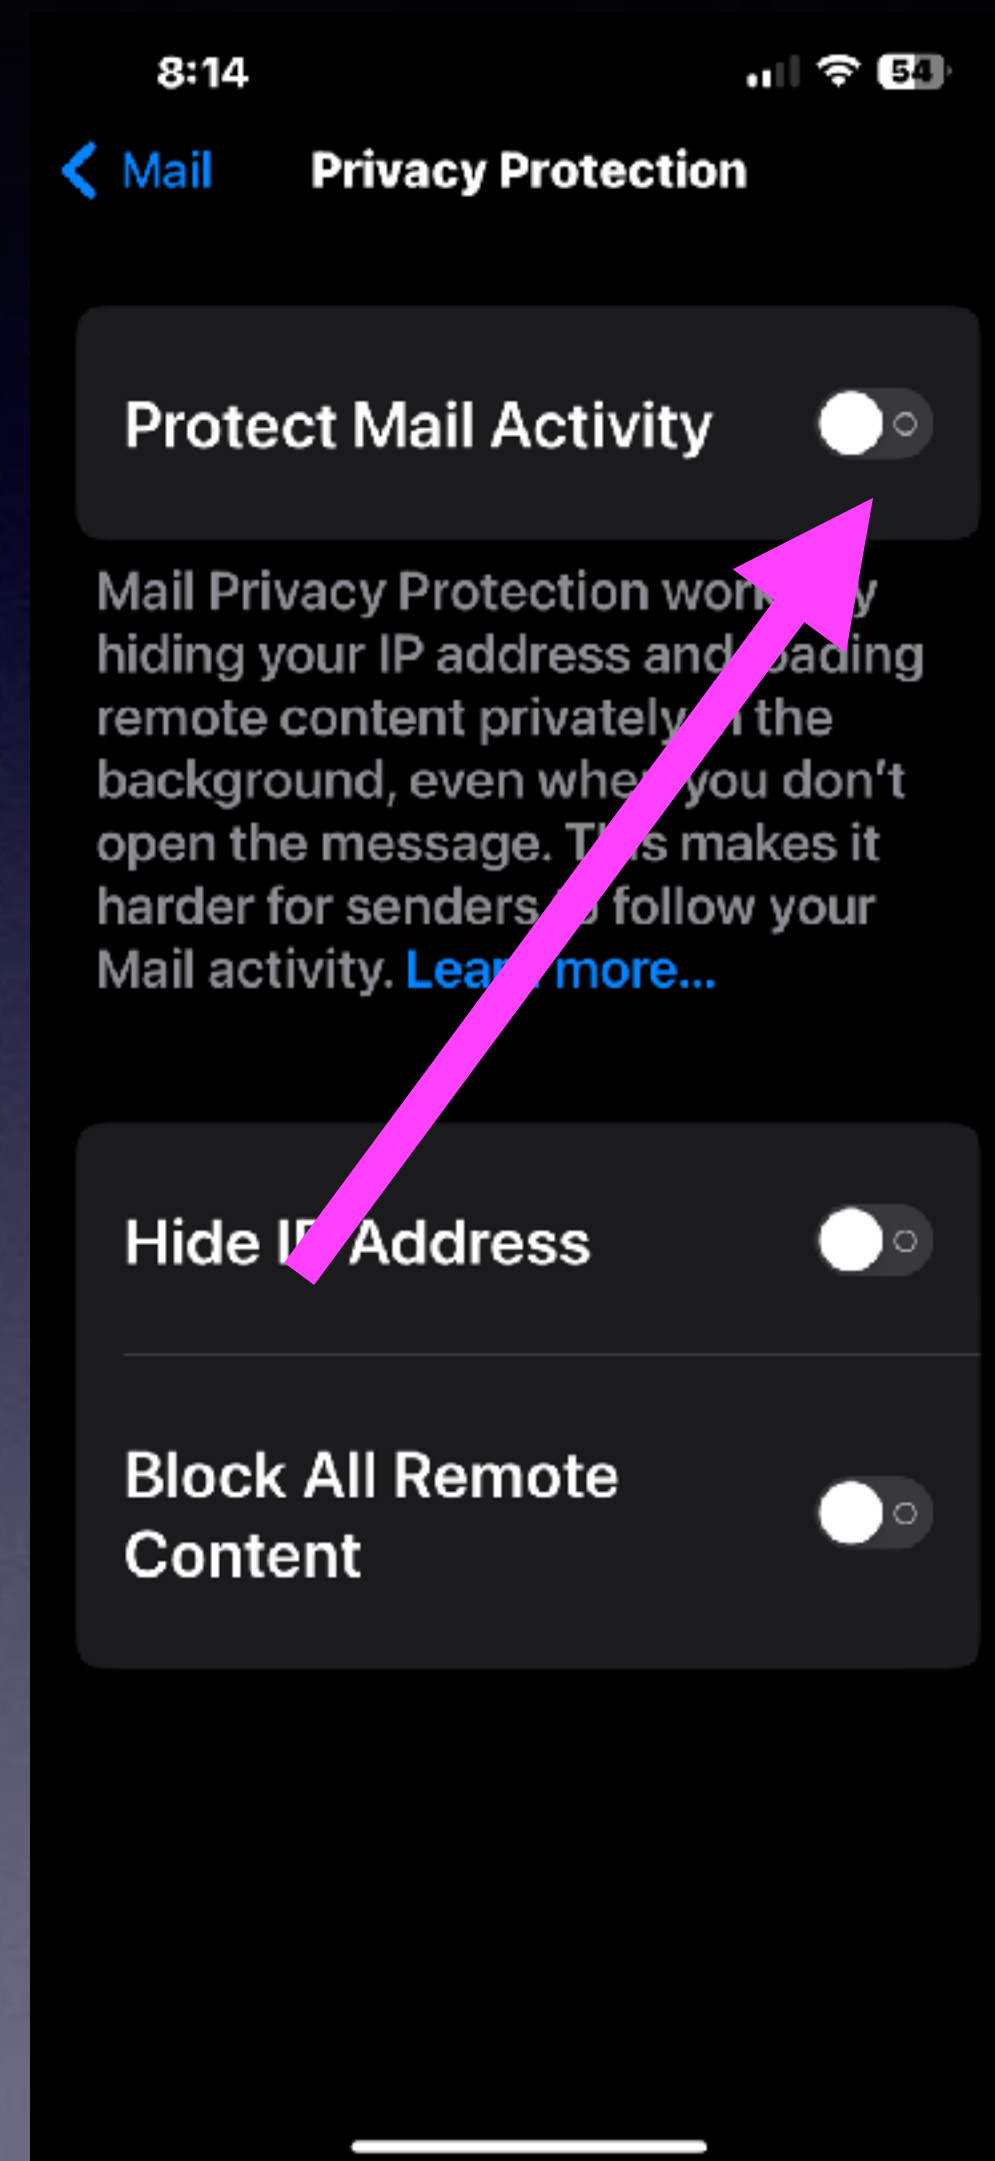 8:14
54
Mail
Privacy Protection
Protect Mail Activity
Mail Privacy Protection
hiding your IP address and
remote content privately the
background, even you don't
open the message. makes it
harder for senders follow your
Mail activity. more...
Hide Address
Block All Remote
Content